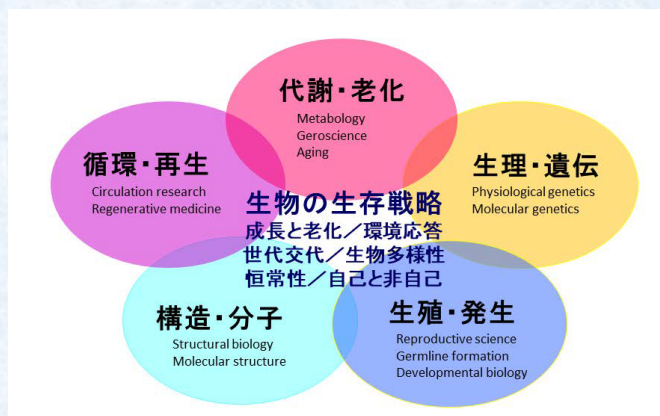 代謝・老化
Metabology
Geroscience
Aging
循環・再生
Circulation research
Regenerative medicine
生理・遺伝
Physiological genetics
Molecular genetics
生物の生存戦略
成長と老化／環境応答
世代交代／生物多様性
恒常性／自己と非自己
構造・分子
Structural biology
Molecular structure
生殖・発生
Reproductive science
Germline formation
Developmental biology